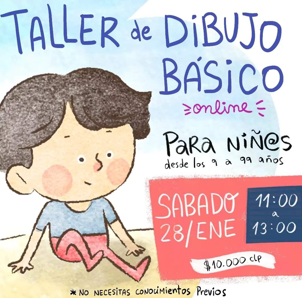 TALLER de DIBUJO
BÁSICO
online
PARA NIÑ@S
desde los 9 a 99 años
SABADO
28/ENE
11:00
a
13:00
$10.000 clp
* NO NECESITAS CONOCIMIENTOS PREVIOS